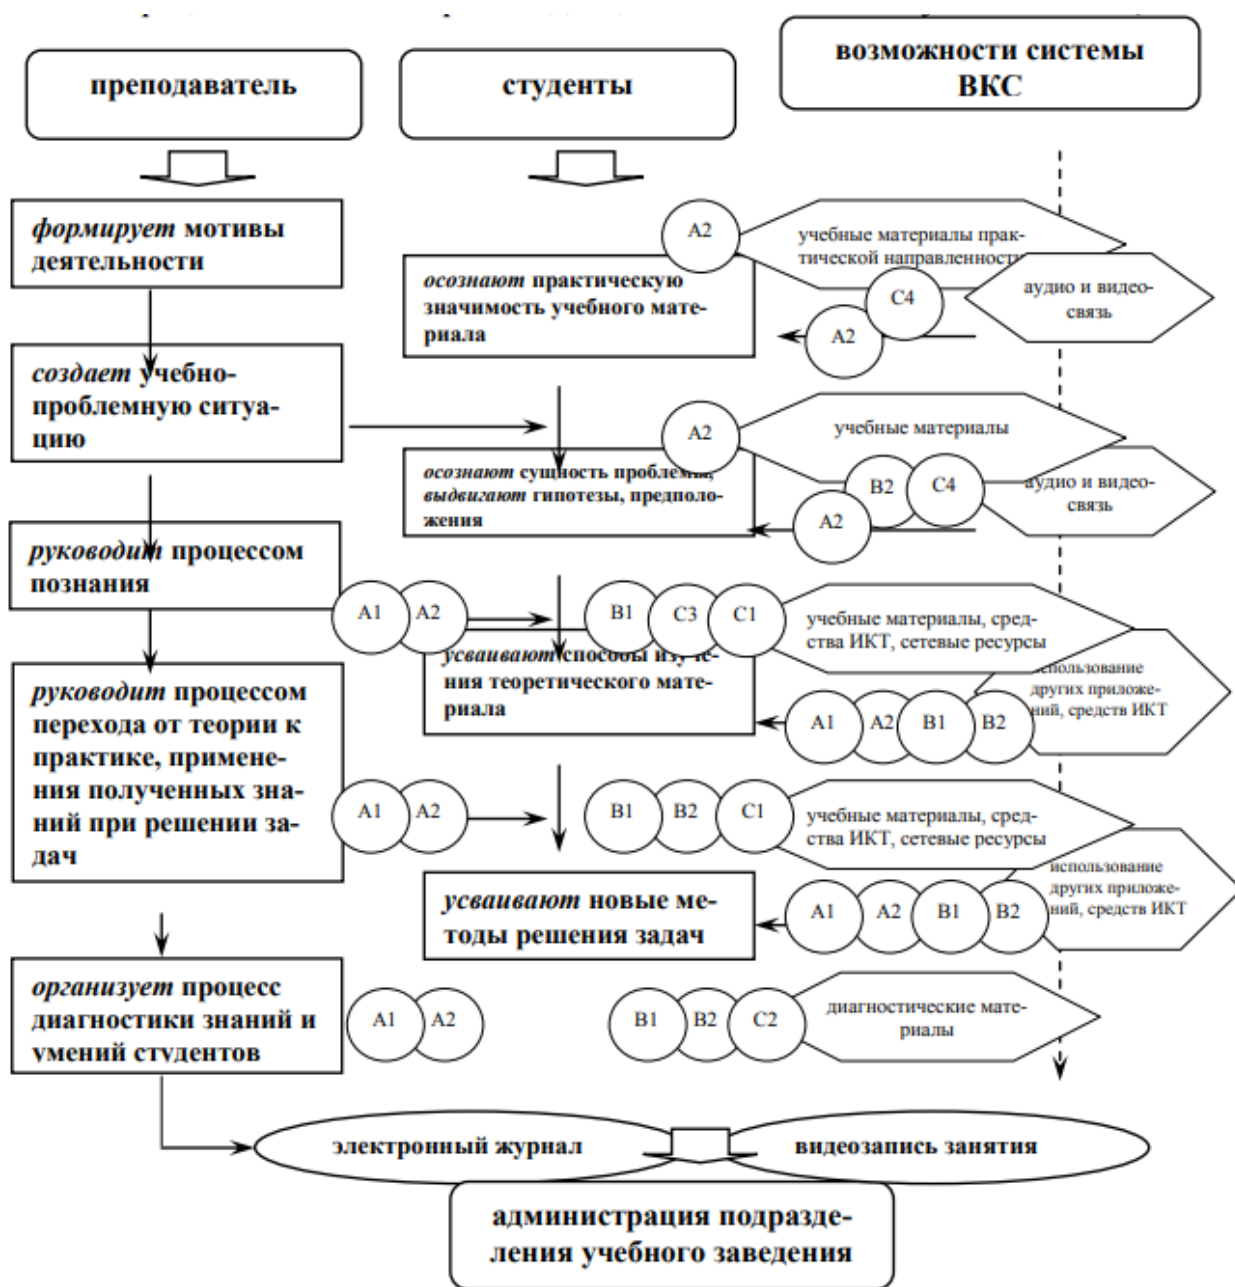 преподаватель
студенты
возможности системы
ВКС
формирует мотивы
деятельности
A2
учебные материалы прак-
тической направленности
осознают практическую
значимость учебного мате-
риала
C4
A2
аудио и видео-
связь
создает учебно-
проблемную ситуа-
цию
A2
учебные материалы
осознают сущность проблемы,
выдвигают гипотезы, предполо-
жения
B2
C4
A2
аудио и видео-
связь
руководит процессом
познания
A1
A2
B1
C3
C1
учебные материалы, сред-
ства ИКТ, сетевые ресурсы
усваивают способы изуче-
ния теоретического мате-
риала
A1
A2
B1
B2
использование
других приложе-
ний, средств ИКТ
руководит процессом
перехода от теории к
практике, примене-
ния полученных зна-
ний при решении за-
дач
A1
A2
B1
B2
C1
учебные материалы, сред-
ства ИКТ, сетевые ресурсы
усваивают новые ме-
тоды решения задач
A1
A2
B1
B2
использование
других приложе-
ний, средств ИКТ
организует процесс
диагностики знаний и
умений студентов
A1
A2
B1
B2
C2
диагностические мате-
риалы
электронный журнал
видеозапись занятия
администрация подразде-
ления учебного заведения